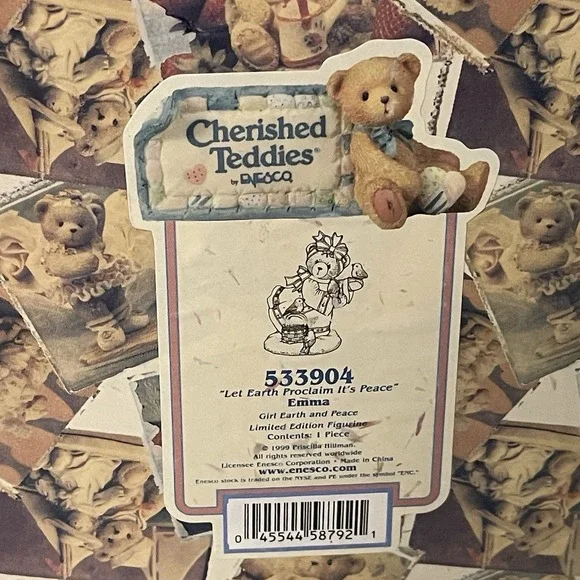 Cherished
Teddies®
by ENESCO
533904
"Let Earth Proclaim It's Peace"
Emma
Girl Earth and Peace
Limited Edition Figurine
Contents: 1 Piece
© 1999 Priscilla Hillman.
All rights reserved worldwide
Licensee Enesco Corporation • Made in China
www.enesco.com
Enesco stock is traded on the NYSE and PE under the symbol "ENC."
0 45544 58792 1